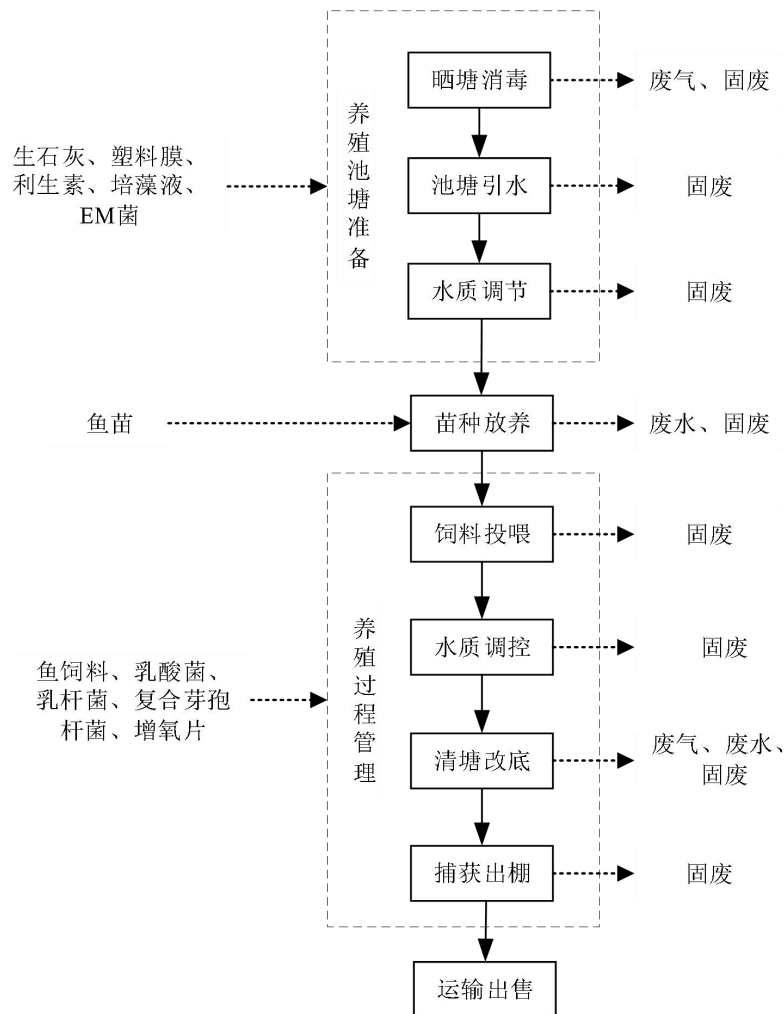 晒塘消毒
废气、固废
养殖池塘准备
生石灰、塑料膜、
利生素、培藻液、
EM菌
池塘引水
固废
水质调节
固废
鱼苗
苗种放养
废水、固废
饲料投喂
固废
养殖过程管理
水质调控
固废
鱼饲料、乳酸菌、
乳杆菌、复合芽孢
杆菌、增氧片
清塘改底
废气、废水、
固废
捕获出棚
固废
运输出售